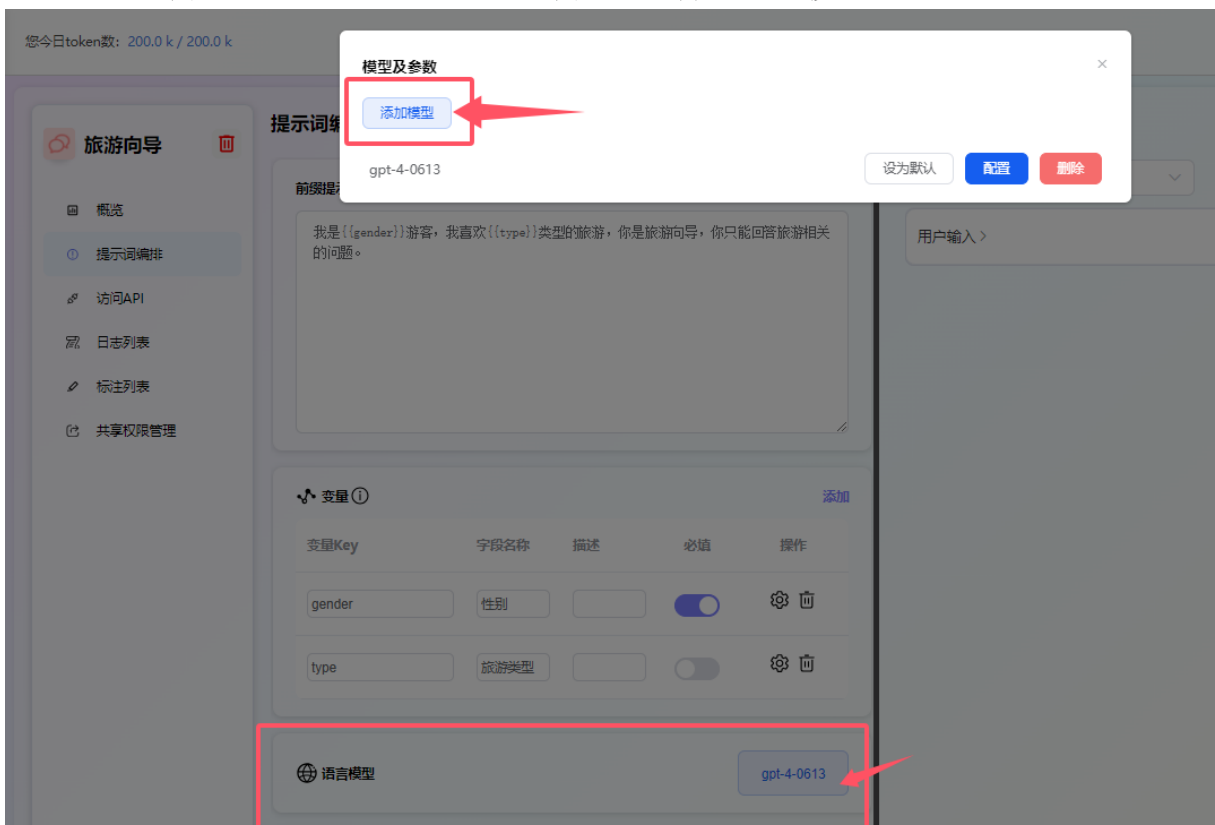 您今日token数: 200.0 k / 200.0 k
模型及参数
添加模型
gpt-4-0613
设为默认
配置
删除
旅游向导
概览
提示词编排
访问API
日志列表
标注列表
共享权限管理
提示词编
前缀提
我是{{gender}}游客，我喜欢{{type}}类型的旅游，你是旅游向导，你只能回答旅游相关
的问题。
用户输入
变量
添加
变量Key 字段名称 描述 必填 操作
gender 性别
type 旅游类型
语言模型
gpt-4-0613